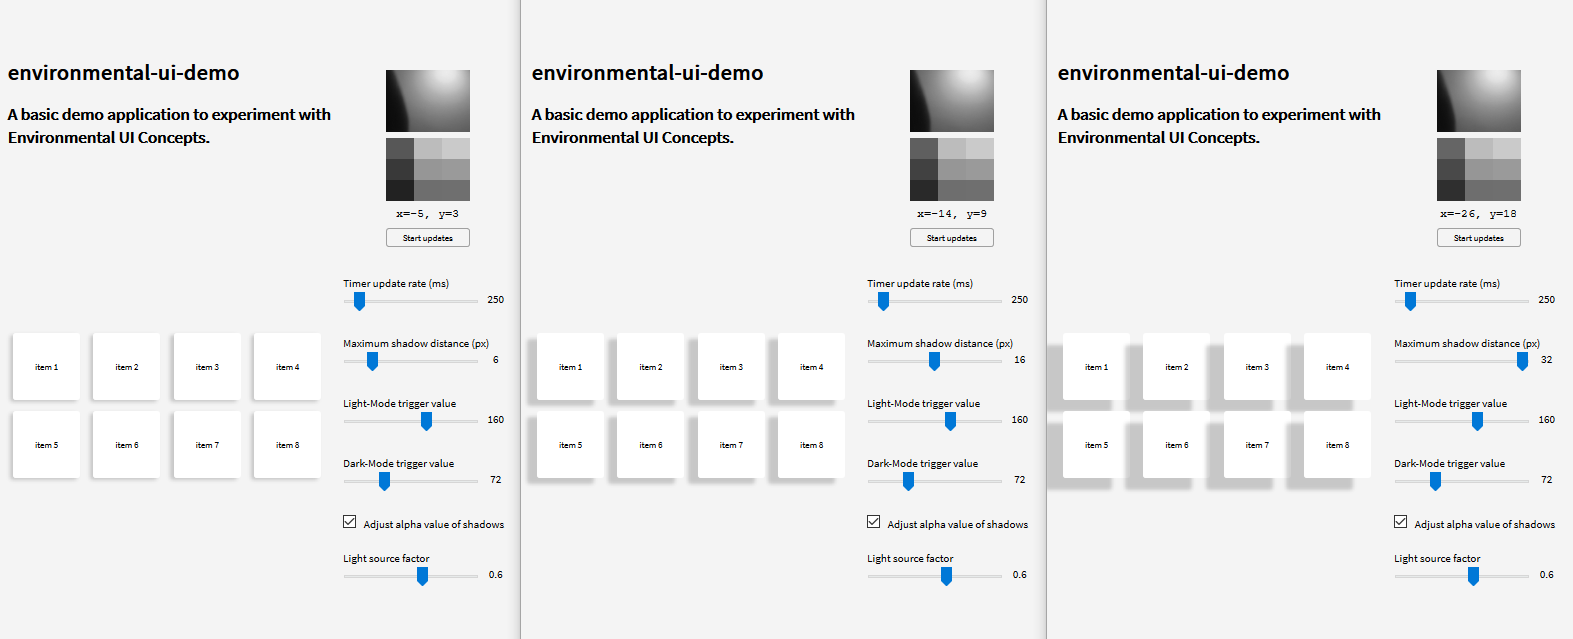 environmental-ui-demo
A basic demo application to experiment with
Environmental UI Concepts.
x=-5, y=3
Start updates
Timer update rate (ms)
250
Maximum shadow distance (px)
6
item 1 item 2 item 3 item 4
Light-Mode trigger value
160
item 5 item 6 item 7 item 8
Dark-Mode trigger value
72
Adjust alpha value of shadows
Light source factor
0.6
environmental-ui-demo
A basic demo application to experiment with
Environmental UI Concepts.
x=-14, y=9
Start updates
Timer update rate (ms)
250
Maximum shadow distance (px)
16
item 1 item 2 item 3 item 4
Light-Mode trigger value
160
item 5 item 6 item 7 item 8
Dark-Mode trigger value
72
Adjust alpha value of shadows
Light source factor
0.6
environmental-ui-demo
A basic demo application to experiment with
Environmental UI Concepts.
x=-26, y=18
Start updates
Timer update rate (ms)
250
Maximum shadow distance (px)
32
item 1 item 2 item 3 item 4
Light-Mode trigger value
160
item 5 item 6 item 7 item 8
Dark-Mode trigger value
72
Adjust alpha value of shadows
Light source factor
0.6